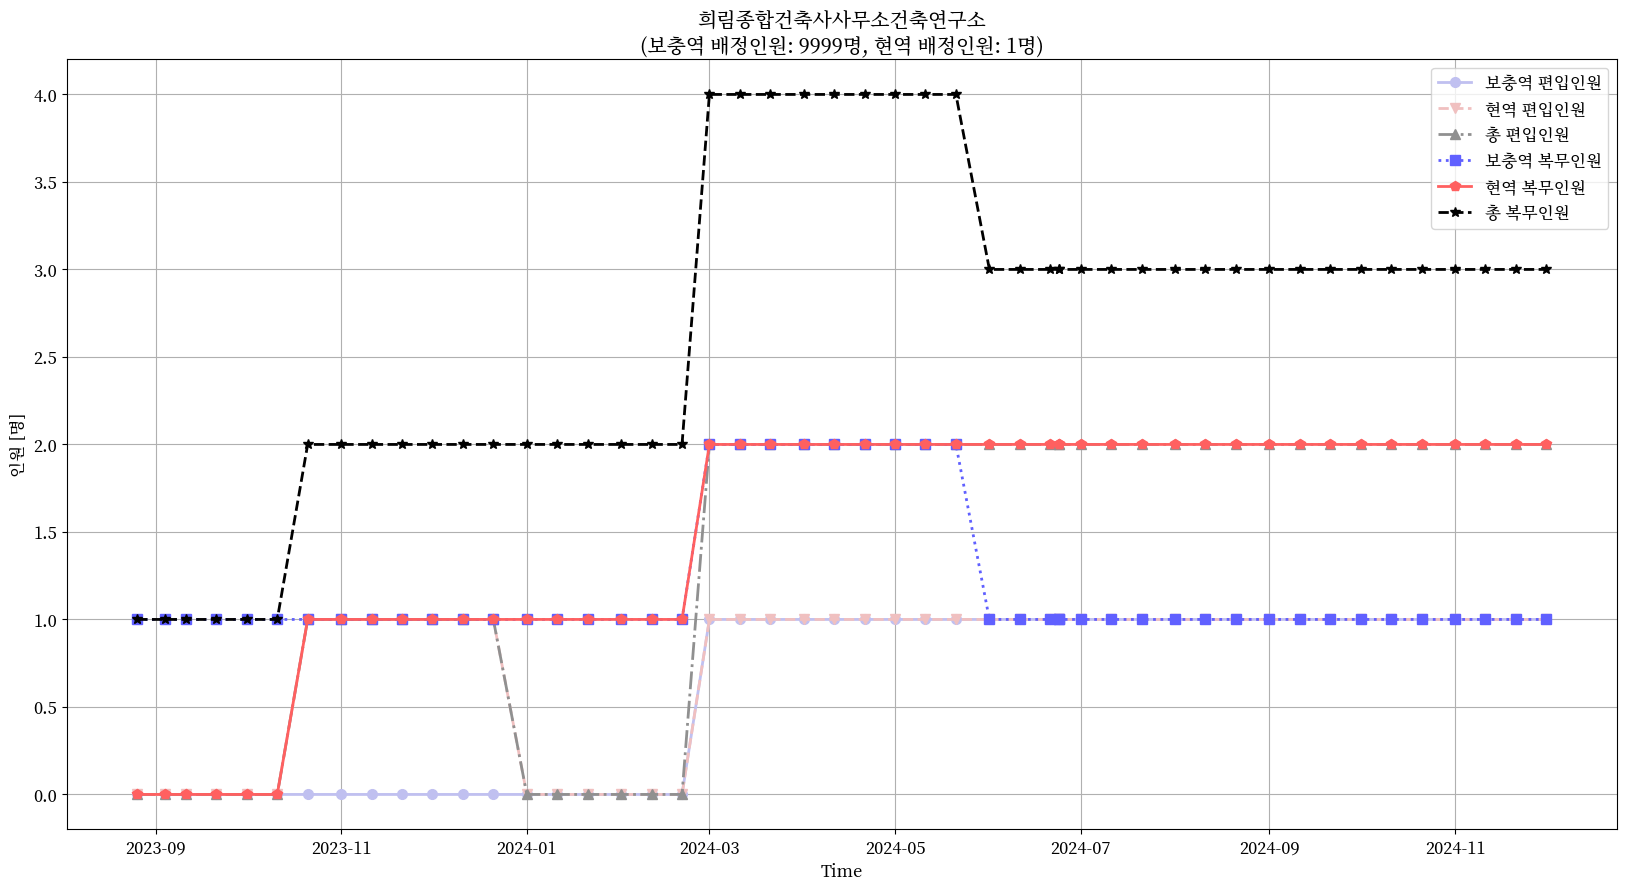 희림종합건축사사무소건축연구소
(보충역 배정인원: 9999명, 현역 배정인원: 1명)
보충역 편입인원
현역 편입인원
총 편입인원
보충역 복무인원
현역 복무인원
총 복무인원
인원 [명]
4.0
3.5
3.0
2.5
2.0
1.5
1.0
0.5
0.0
2023-09
2023-11
2024-01
2024-03
2024-05
2024-07
2024-09
2024-11
Time